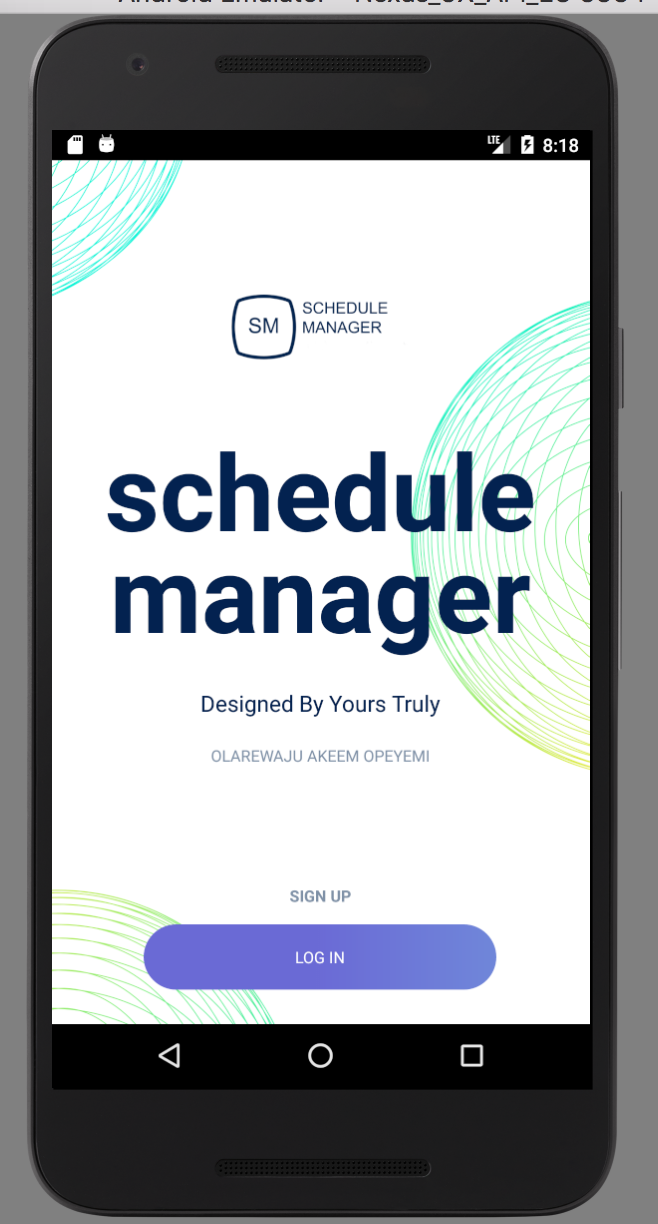 LTE 8:18
SM
SCHEDULE
MANAGER
schedule
manager
Designed By Yours Truly
OLAREWAJU AKEEM OPEYEMI
SIGN UP
LOG IN